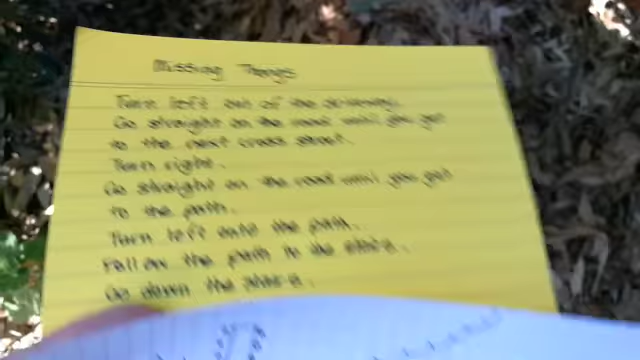 Missing Things
Turn left out of the driveway.
Go straight on the road until you get
to the next cross street.
Turn right.
Go straight on the road until you get
to the path.
Turn left onto the path.
Follow the path to the stairs.
Go down the stairs.